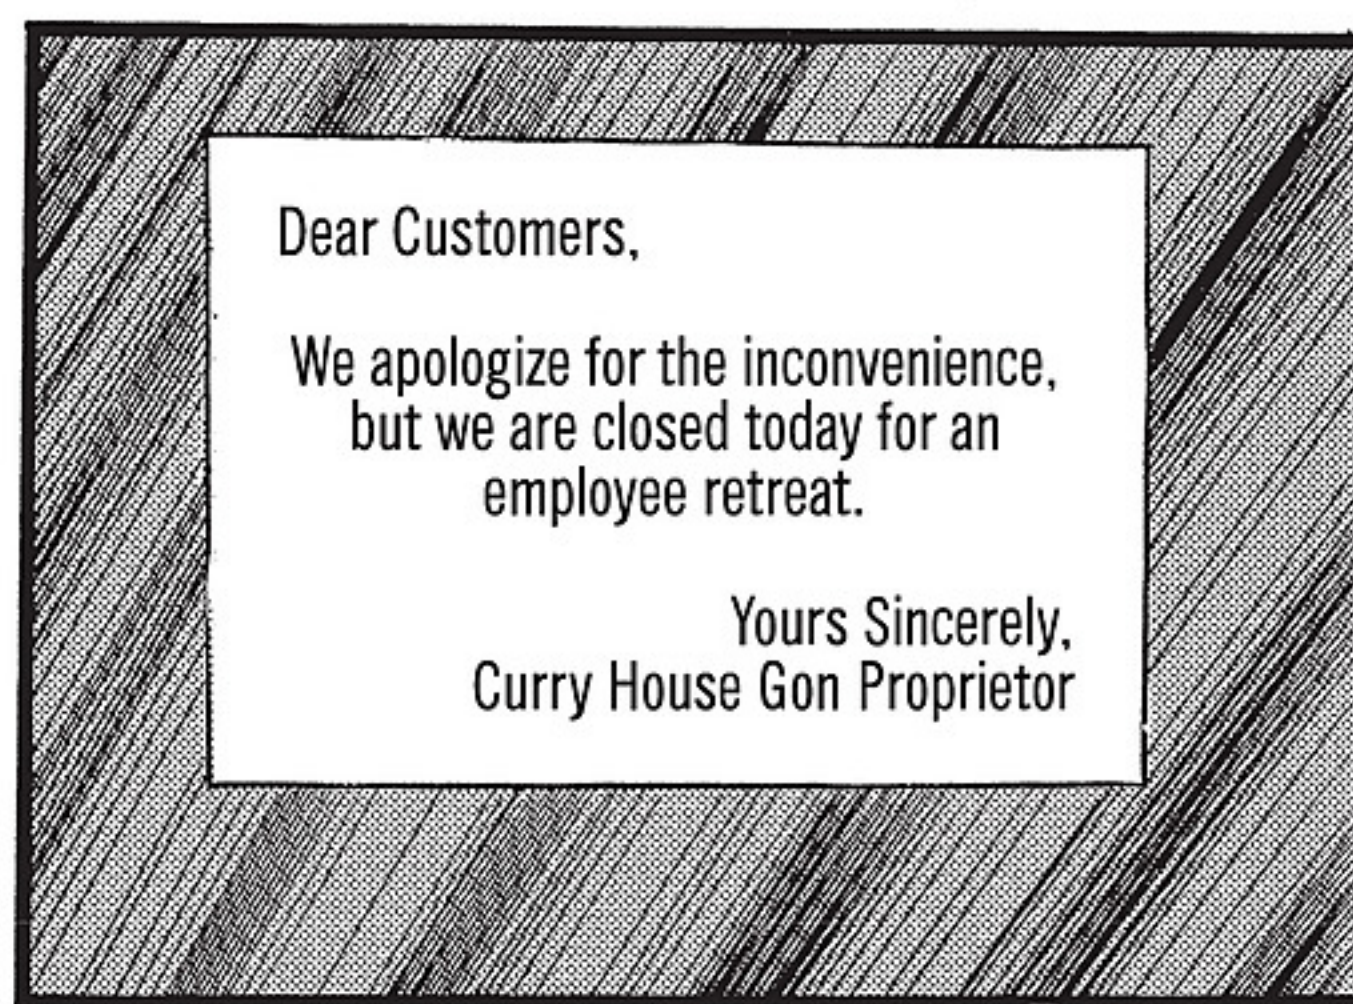 Dear Customers,
We apologize for the inconvenience,
but we are closed today for an
employee retreat.
Yours Sincerely,
Curry House Gon Proprietor